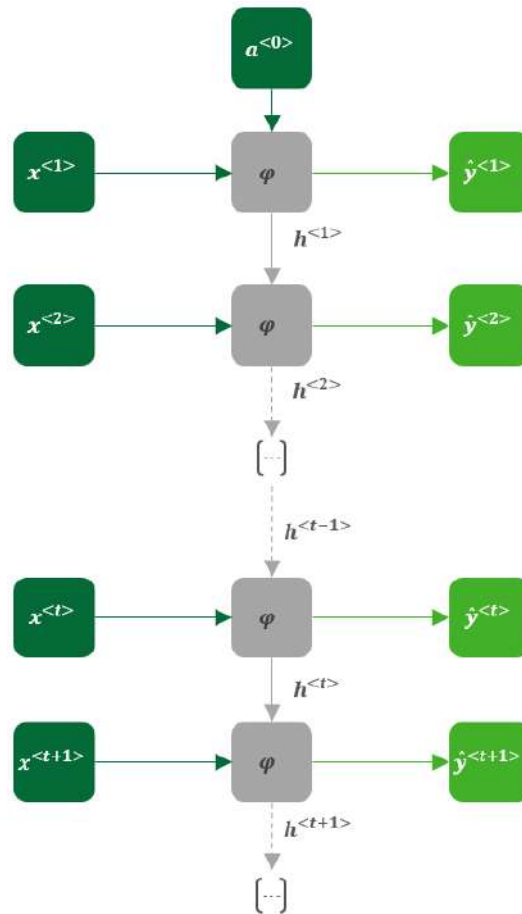 a<0>
x<1> φ ŷ<1>
h<1>
x<2> φ ŷ<2>
h<2>
[...]
h<t−1>
x<t> φ ŷ<t>
h<t>
x<t+1> φ ŷ<t+1>
h<t+1>
[...]